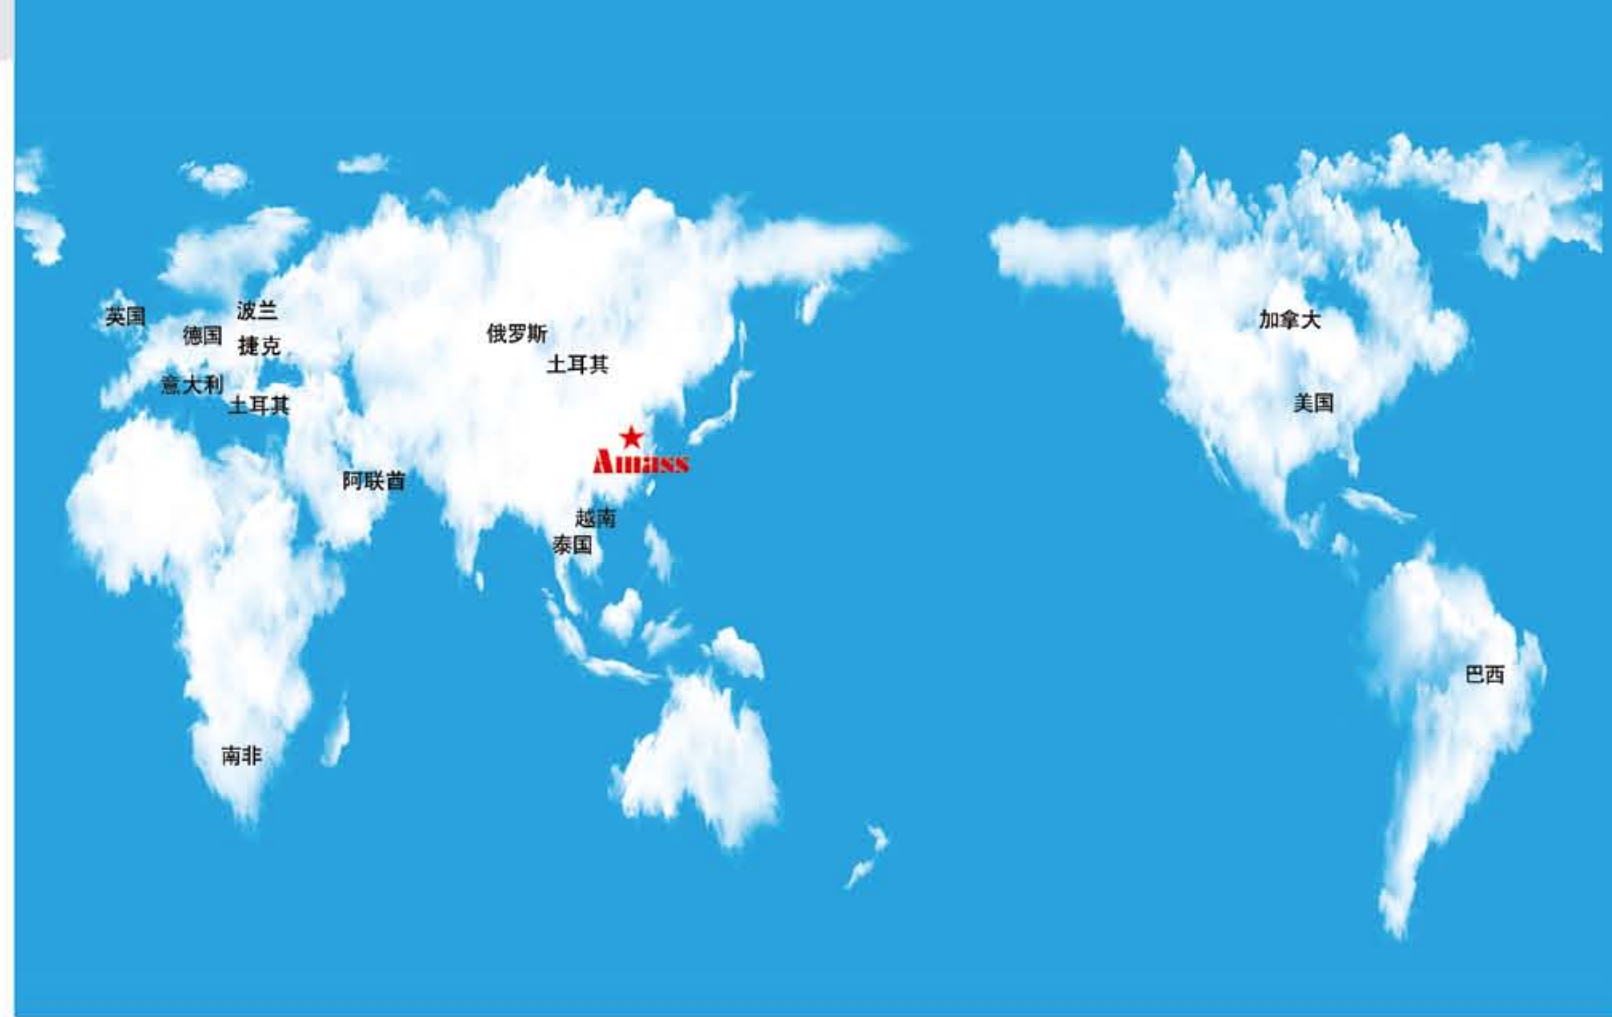 英国
波兰
德国
捷克
意大利
土耳其
俄罗斯
土耳其
Amass
阿联酋
越南
泰国
南非
加拿大
美国
巴西